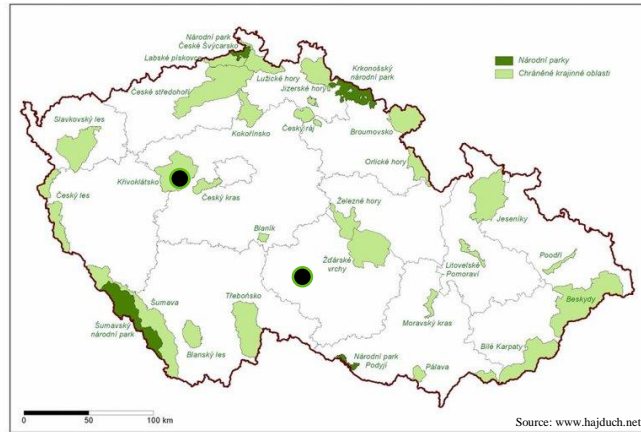 Národní park
České Švýcarsko
Labské pískovce
Lužické hory
Jizerské hory
Krkonošský
národní park
Národní parky
Chráněné krajinné oblasti
České středohoří
Slavkovský les
Kokořínsko
Český ráj
Broumovsko
Orlické hory
Křivoklátsko
Český les
Český kras
Železné hory
Jeseníky
Blaník
Žďárské
vrchy
Litovelské
Pomoraví
Poodří
Šumava
Třeboňsko
Beskydy
Šumavský
národní park
Moravský kras
Blanský les
Bílé Karpaty
Národní park
Podyjí
Pálava
0 50 100 km
Source: www.hajduch.net